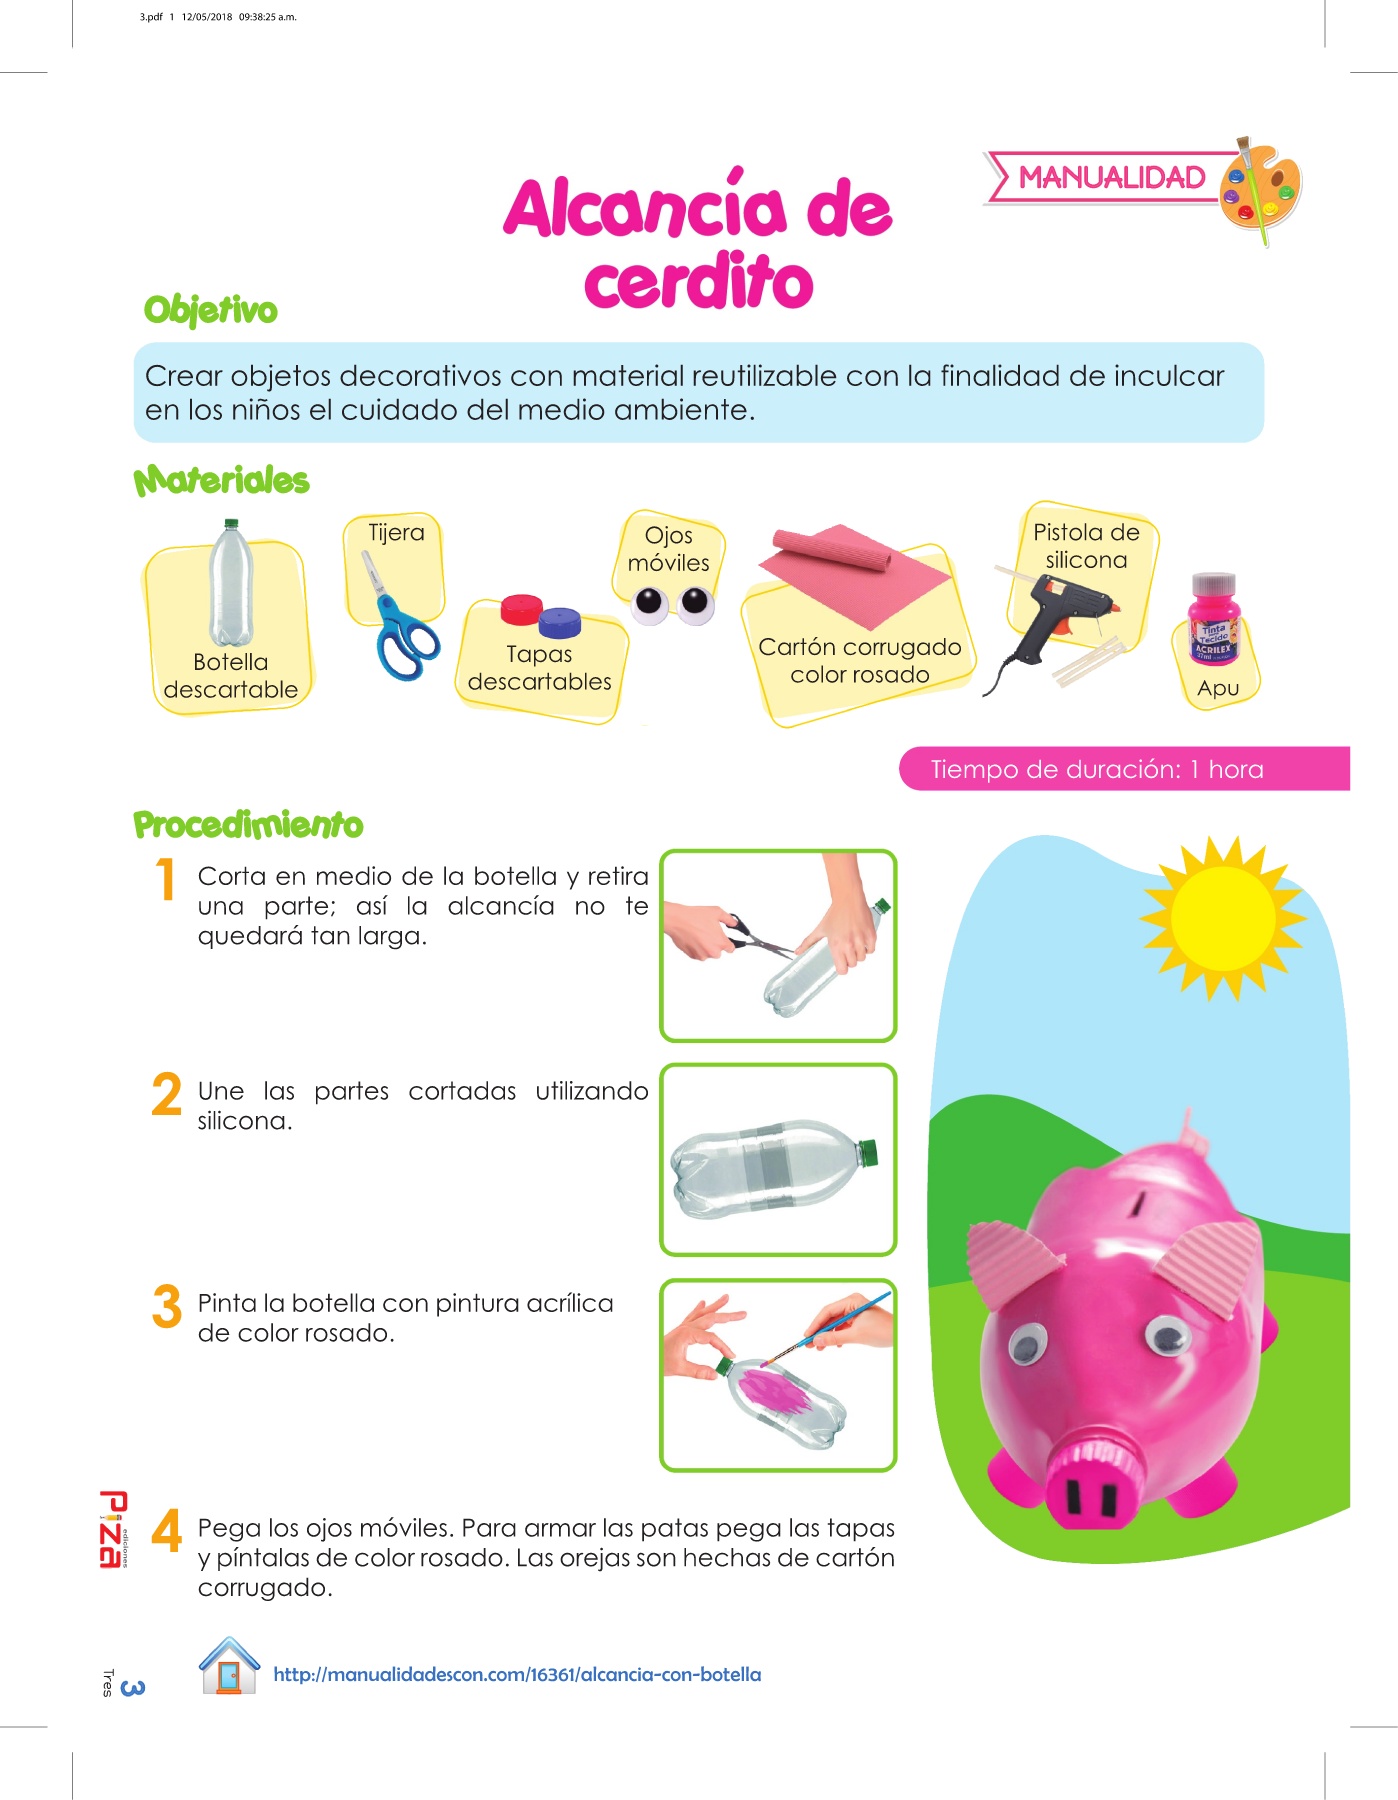 3.pdf 1 12/05/2018 09:38:25 a.m.
MANUALIDAD
Alcancía de
cerdito
Objetivo
Crear objetos decorativos con material reutilizable con la finalidad de inculcar
en los niños el cuidado del medio ambiente.
Materiales
Botella
descartable
Tijera
Tapas
descartables
Ojos
móviles
Cartón corrugado
color rosado
Pistola de
silicona
Tinta
Tecido
ACRILEX
37ml
Apu
Tiempo de duración: 1 hora
Procedimiento
1 Corta en medio de la botella y retira
una parte; así la alcancía no te
quedará tan larga.
2 Une las partes cortadas utilizando
silicona.
3 Pinta la botella con pintura acrílica
de color rosado.
4 Pega los ojos móviles. Para armar las patas pega las tapas
y píntalas de color rosado. Las orejas son hechas de cartón
corrugado.
http://manualidadescon.com/16361/alcancia-con-botella
Piza
ediciones
3
Tres